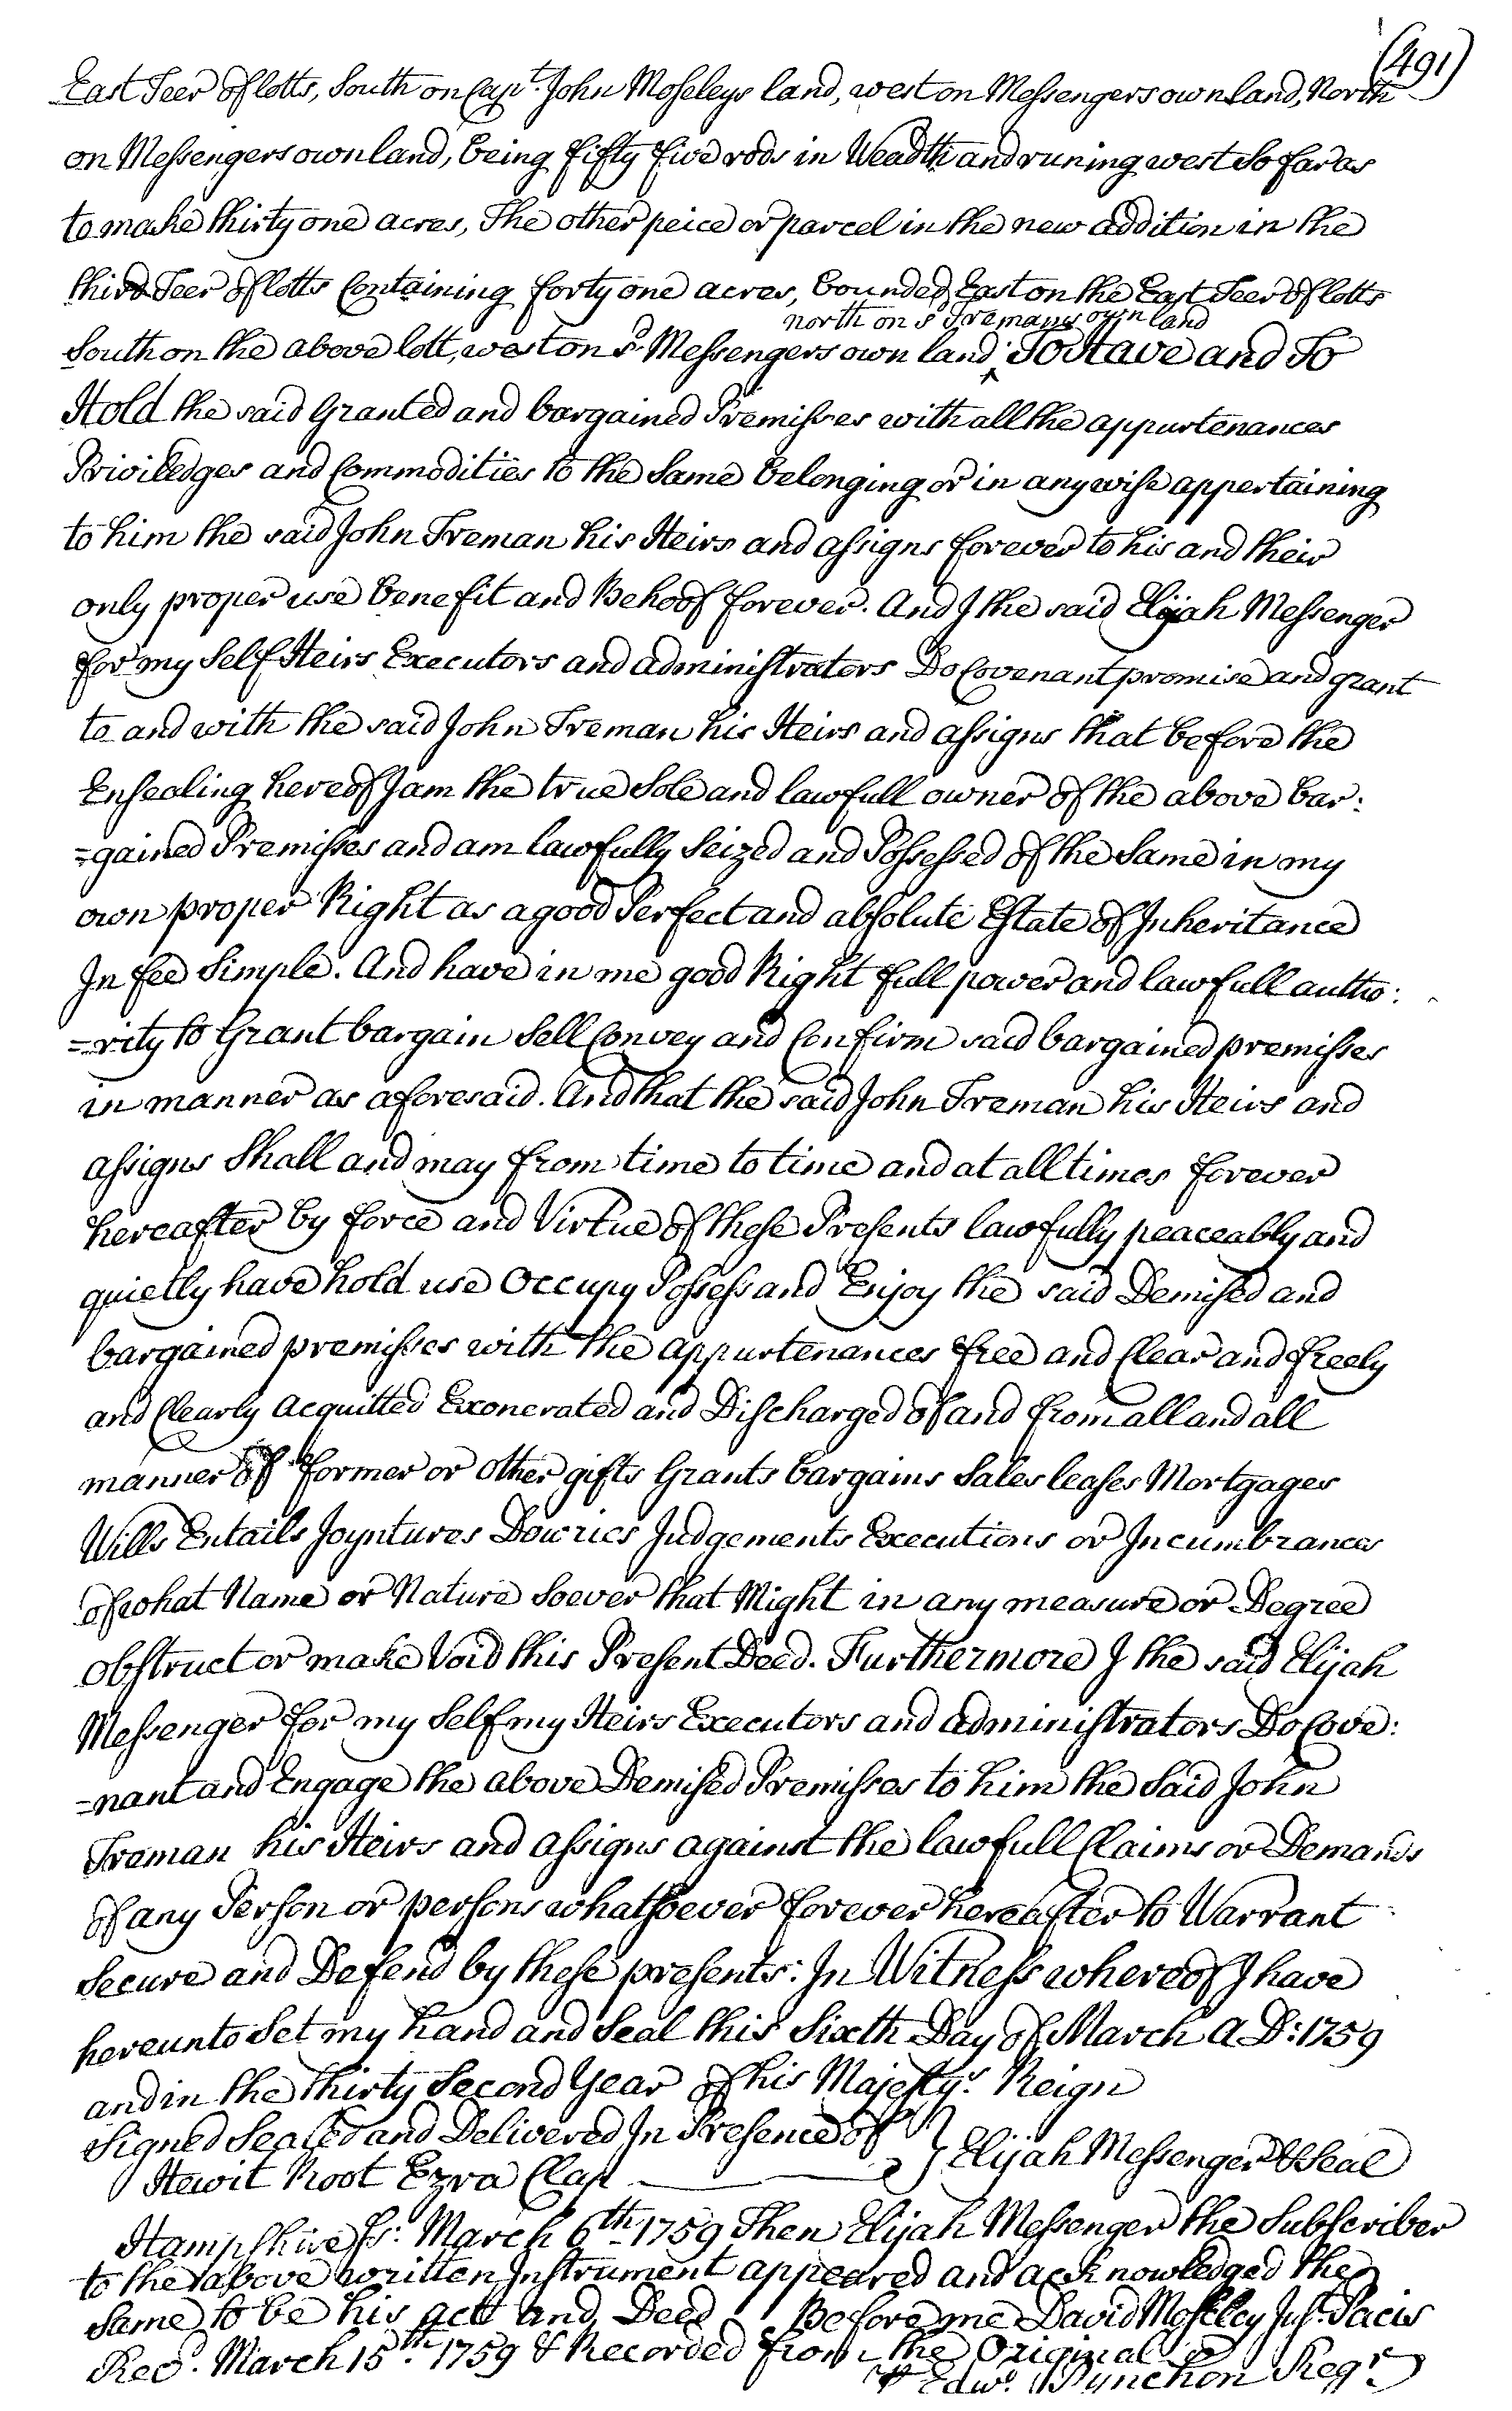 (491)
East Teer of lotts, South on Capt. John Moseleys land, west on Messengers own land, North
on Messengers own land, being fifty five rods in Weadth and runing west so far as
to make thirty one acres, The other peice or parcel in the new addition in the
third Teer of lotts Containing forty one acres, bounded East on the East Teer of lotts
north on sd Tremans own land
South on the above lott, west on sd. Messengers own land ‸ To Have and To
Hold the said Granted and bargained Premisses with all the appurtenances
Priviledges and Commodities to the Same belonging or in any wise appertaining
to him the said John Treman his Heirs and assigns forever to his and their
only proper use benefit and Behoof forever. And I the said Elijah Messenger
for my Self Heirs Executors and administrators Do Covenant promise and grant
to and with the said John Treman his Heirs and assigns that before the
Ensealing hereof I am the true Sole and lawfull owner of the above bar:
=gained Premisses and am lawfully Seized and Possessed of the Same in my
own proper Right as a good Perfect and absolute Estate of Inheritance
In fee Simple. And have in me good Right full power and lawfull autho:
=rity to Grant bargain Sell Convey and Confirm said bargained premisses
in manner as aforesaid. And that the said John Treman his Heirs and
assigns Shall and may from time to time and at all times forever
hereafter by force and Virtue of these Presents lawfully peaceably and
quietly have hold use Occupy Possess and Enjoy the said Demised and
bargained premisses with the appurtenances free and Clear and freely
and Clearly acquitted Exonerated and Discharged of and from all and all
manner of former or other gifts Grants bargains Sales leases Mortgages
Wills Entails Joyntures Dowries Judgements Executions or Incumbrances
of what Name or Nature Soever that Might in any measure or Degree
obstruct or make Void this Present Deed. Furthermore I the said Elijah
Messenger for my Self my Heirs Executors and administrators Do Cove:
=nant and Engage the above Demised Premisses to him the Said John
Treman his Heirs and assigns against the lawfull Claims or Demands
of any Person or persons whatsoever forever hereafter to Warrant
Secure and Defend by these presents: In Witness whereof I have
hereunto Set my hand and Seal this Sixth Day of March A D: 1759
and in the thirty Second Year of his Majestys. Reign
Signed Sealed and Delivered In Presence of } Elijah Messenger & Seal
Hewit Root Ezra Clap
Hampshire ss: March 6th 1759 Then Elijah Messenger the Subscriber
to the above written Instrument appeared and acknowledged the
Same to be his act and Deed. Before me David Moseley Jus. Pacis
Recd. March 15th. 1759 & Recorded from the Original
⅌ Edwd. Pynchon Regr.